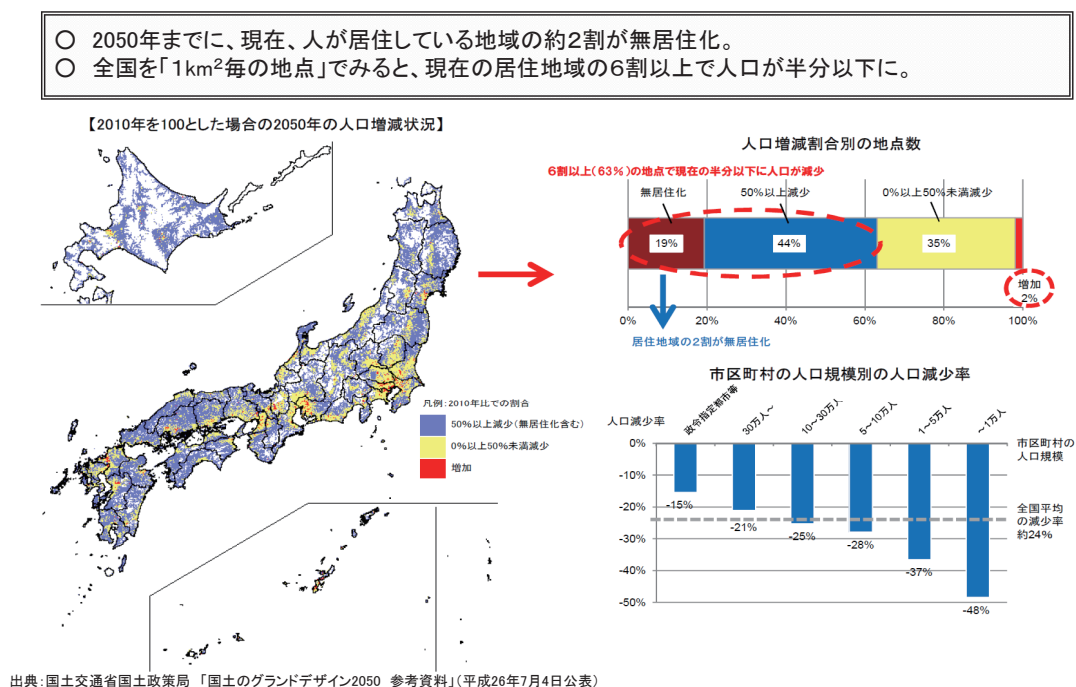 ○ 2050年までに、現在、人が居住している地域の約2割が無居住化。
○ 全国を「1km²毎の地点」でみると、現在の居住地域の6割以上で人口が半分以下に。
【2010年を100とした場合の2050年の人口増減状況】
凡例:2010年比での割合
50%以上減少(無居住化含む)
0%以上50%未満減少
増加
人口増減割合別の地点数
6割以上(63%)の地点で現在の半分以下に人口が減少
無居住化 50%以上減少 0%以上50%未満減少
19% 44% 35%
増加
2%
0% 20% 40% 60% 80% 100%
居住地域の2割が無居住化
市区町村の人口規模別の人口減少率
人口減少率
政令指定都市等 30万人~ 10~30万人 5~10万人 1~5万人 ~1万人
市区町村の
人口規模
0%
-10%
-20%
-30%
-40%
-50%
-15%
-21%
-25%
-28%
-37%
-48%
全国平均
の減少率
約24%
出典:国土交通省国土政策局 「国土のグランドデザイン2050 参考資料」(平成26年7月4日公表)